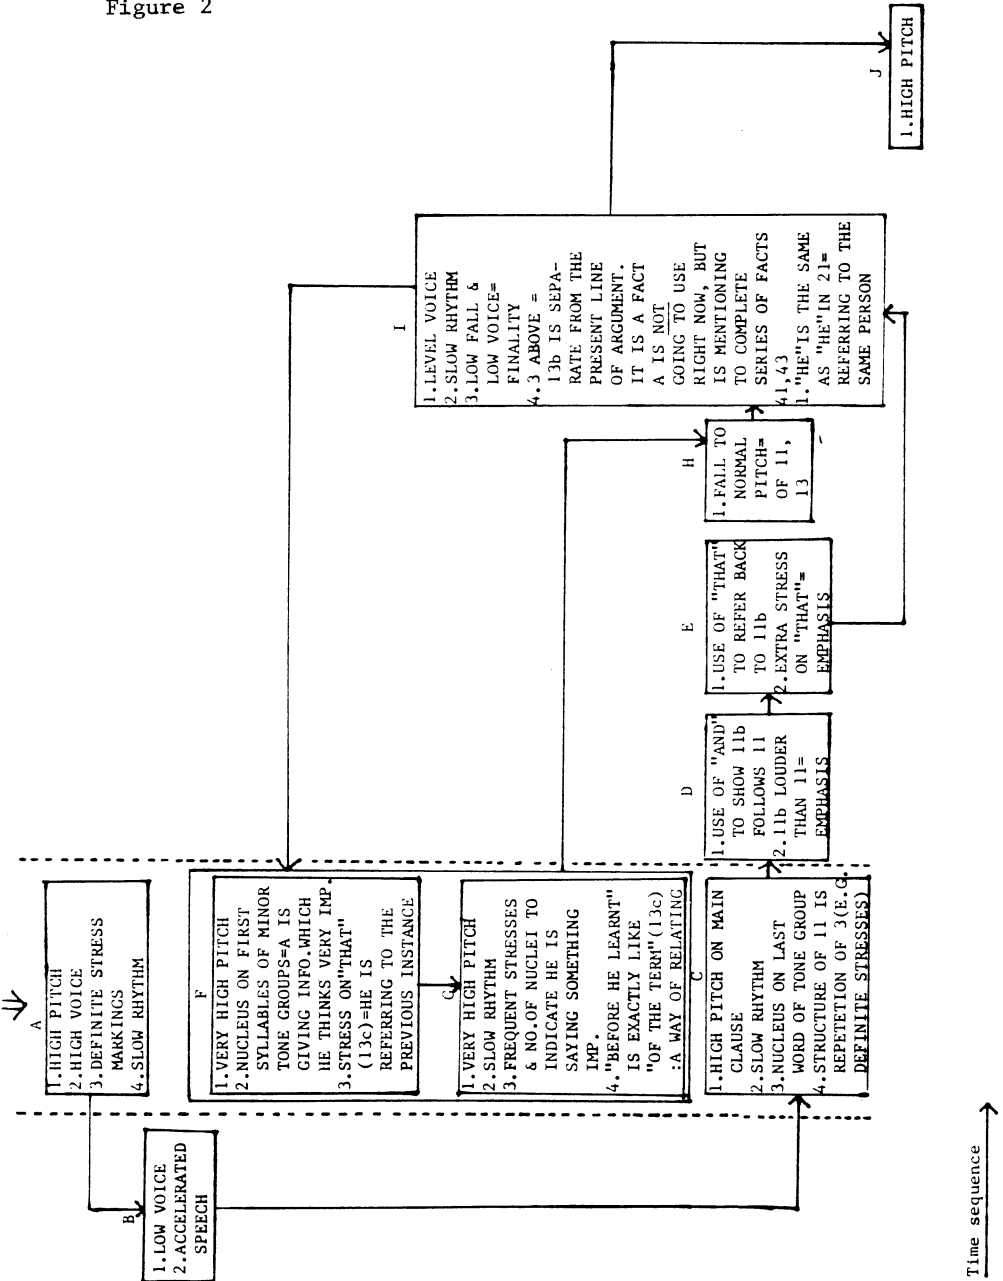 Figure 2
A
1.HIGH PITCH
2.HIGH VOICE
3.DEFINITE STRESS
MARKINGS
4.SLOW RHYTHM
B
1.LOW VOICE
2.ACCELERATED
SPEECH
F
1.VERY HIGH PITCH
2.NUCLEUS ON FIRST
SYLLABLES OF MINOR
TONE GROUPS=A IS
GIVING INFO.WHICH
HE THINKS VERY IMP.
3.STRESS ON"THAT"
(13c)=HE IS
REFERRING TO THE
PREVIOUS INSTANCE
G
1.VERY HIGH PITCH
2.SLOW RHYTHM
3.FREQUENT STRESSES
& NO.OF NUCLEI TO
INDICATE HE IS
SAYING SOMETHING
IMP.
4."BEFORE HE LEARNT"
IS EXACTLY LIKE
"OF THE TERM"(13c)
:A WAY OF RELATING
C
1.HIGH PITCH ON MAIN
CLAUSE
2.SLOW RHYTHM
3.NUCLEUS ON LAST
WORD OF TONE GROUP
4.STRUCTURE OF 11 IS
REPETETION OF 3(E.G.
DEFINITE STRESSES)
D
1.USE OF "AND"
TO SHOW 11b
FOLLOWS 11
2.11b LOUDER
THAN 11=
EMPHASIS
E
1.USE OF "THAT"
TO REFER BACK
TO 11b
2.EXTRA STRESS
ON "THAT"=
EMPHASIS
H
1.FALL TO
NORMAL
PITCH=
OF 11,
13
I
1.LEVEL VOICE
2.SLOW RHYTHM
3.LOW FALL &
LOW VOICE=
FINALITY
4.3 ABOVE =
13b IS SEPA-
RATE FROM THE
PRESENT LINE
OF ARGUMENT.
IT IS A FACT
A IS NOT
GOING TO USE
RIGHT NOW, BUT
IS MENTIONING
TO COMPLETE
SERIES OF FACTS
41,43
1."HE"IS THE SAME
AS "HE"IN 21=
REFERRING TO THE
SAME PERSON
J
1.HIGH PITCH
Time sequence